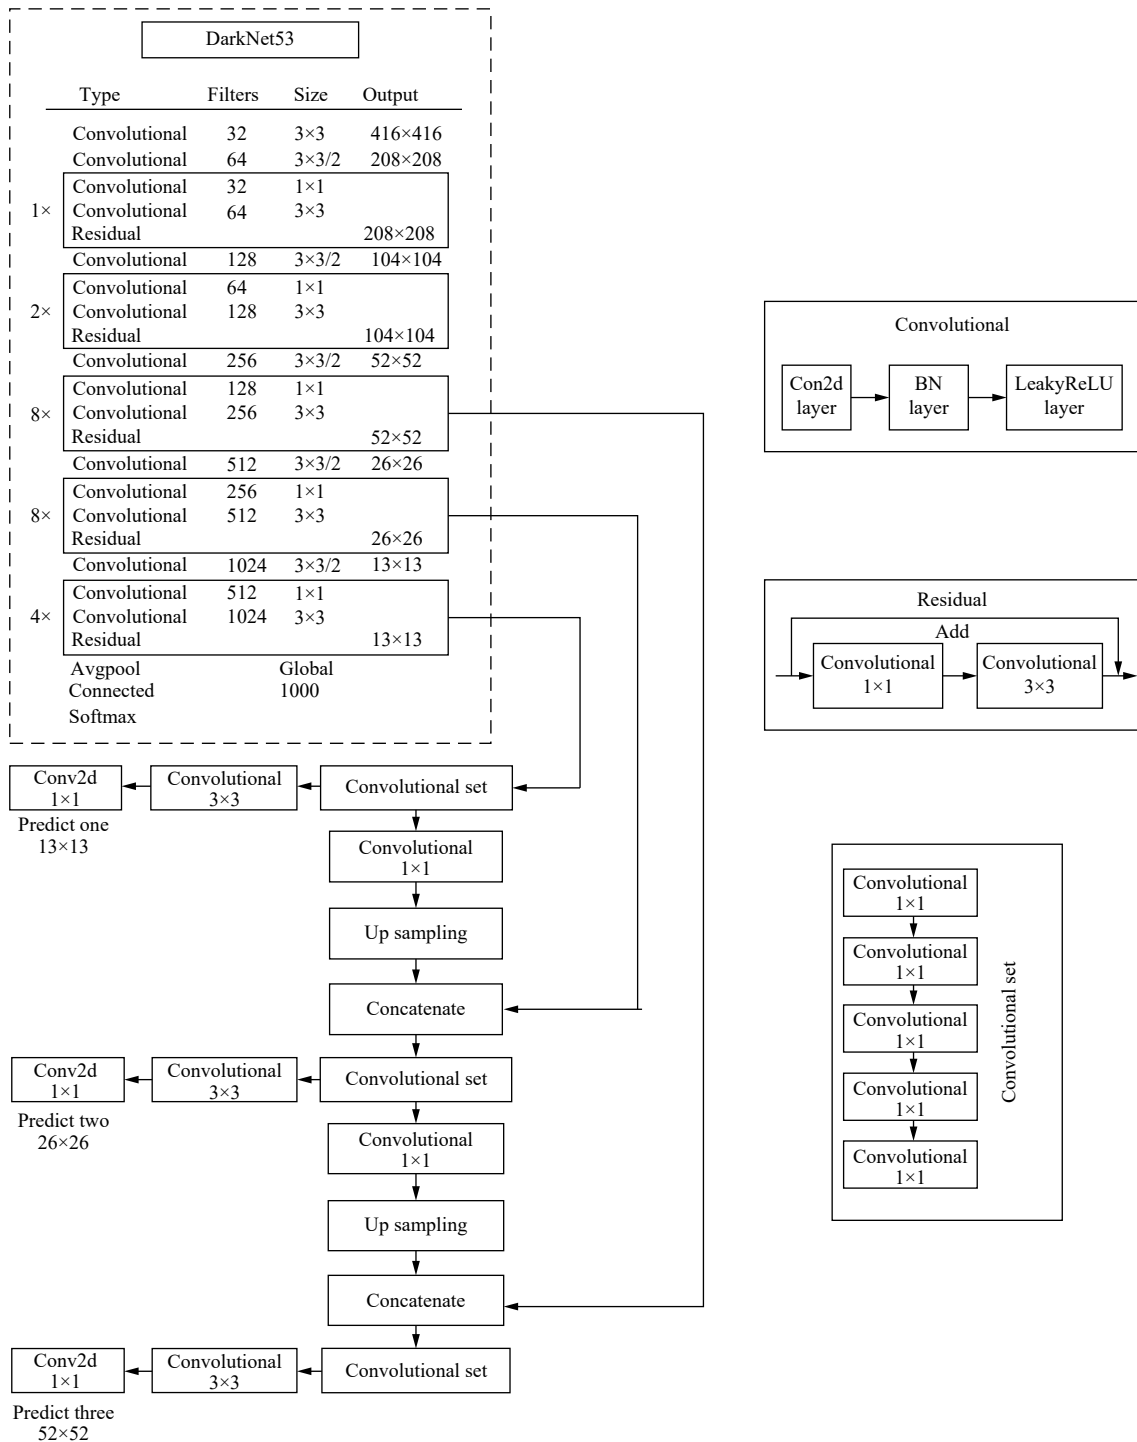 DarkNet53
Type Filters Size Output
Convolutional 32 3×3 416×416
Convolutional 64 3×3/2 208×208
Convolutional 32 1×1
1× Convolutional 64 3×3
Residual 208×208
Convolutional 128 3×3/2 104×104
Convolutional 64 1×1
2× Convolutional 128 3×3
Residual 104×104
Convolutional 256 3×3/2 52×52
Convolutional 128 1×1
8× Convolutional 256 3×3
Residual 52×52
Convolutional 512 3×3/2 26×26
Convolutional 256 1×1
8× Convolutional 512 3×3
Residual 26×26
Convolutional 1024 3×3/2 13×13
Convolutional 512 1×1
4× Convolutional 1024 3×3
Residual 13×13
Avgpool Global
Connected 1000
Softmax
Conv2d
1×1
Predict one
13×13
Convolutional
3×3
Convolutional set
Convolutional
1×1
Up sampling
Concatenate
Conv2d
1×1
Predict two
26×26
Convolutional
3×3
Convolutional set
Convolutional
1×1
Up sampling
Concatenate
Conv2d
1×1
Predict three
52×52
Convolutional
3×3
Convolutional set
Convolutional
Con2d
layer
BN
layer
LeakyReLU
layer
Residual
Add
Convolutional
1×1
Convolutional
3×3
Convolutional
1×1
Convolutional
1×1
Convolutional
1×1
Convolutional
1×1
Convolutional
1×1
Convolutional set